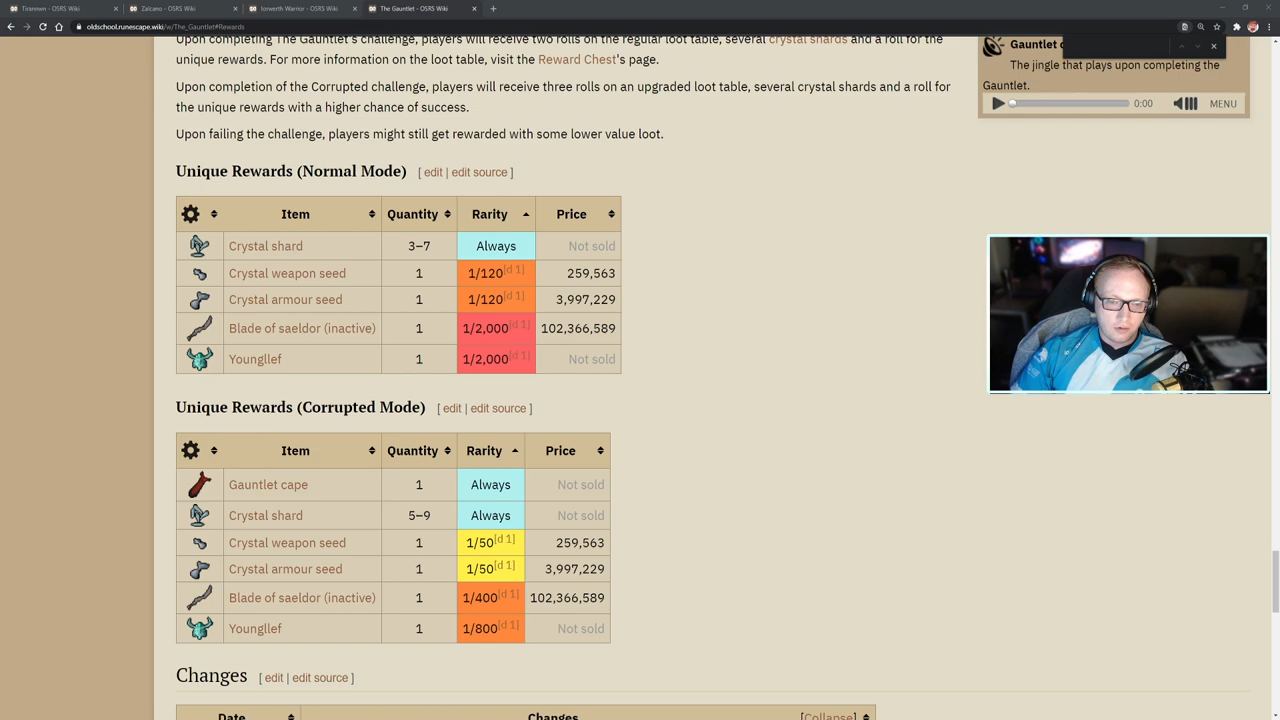 Tirannwn - OSRS Wiki
Zalcano - OSRS Wiki
Iorwerth Warrior - OSRS Wiki
The Gauntlet - OSRS Wiki
oldschool.runescape.wiki/w/The_Gauntlet#Rewards
Upon completing The Gauntlet's challenge, players will receive two rolls on the regular loot table, several crystal shards and a roll for the
unique rewards. For more information on the loot table, visit the Reward Chest's page.
Upon completion of the Corrupted challenge, players will receive three rolls on an upgraded loot table, several crystal shards and a roll for
the unique rewards with a higher chance of success.
Upon failing the challenge, players might still get rewarded with some lower value loot.
Gauntlet
The jingle that plays upon completing the
Gauntlet.
0:00 MENU
Unique Rewards (Normal Mode) [ edit | edit source ]
Item Quantity Rarity Price
Crystal shard 3–7 Always Not sold
Crystal weapon seed 1 1/120[d 1] 259,563
Crystal armour seed 1 1/120[d 1] 3,997,229
Blade of saeldor (inactive) 1 1/2,000[d 1] 102,366,589
Youngllef 1 1/2,000[d 1] Not sold
Unique Rewards (Corrupted Mode) [ edit | edit source ]
Item Quantity Rarity Price
Gauntlet cape 1 Always Not sold
Crystal shard 5–9 Always Not sold
Crystal weapon seed 1 1/50[d 1] 259,563
Crystal armour seed 1 1/50[d 1] 3,997,229
Blade of saeldor (inactive) 1 1/400[d 1] 102,366,589
Youngllef 1 1/800[d 1] Not sold
Changes [ edit | edit source ]
Date Changes [Collapse]